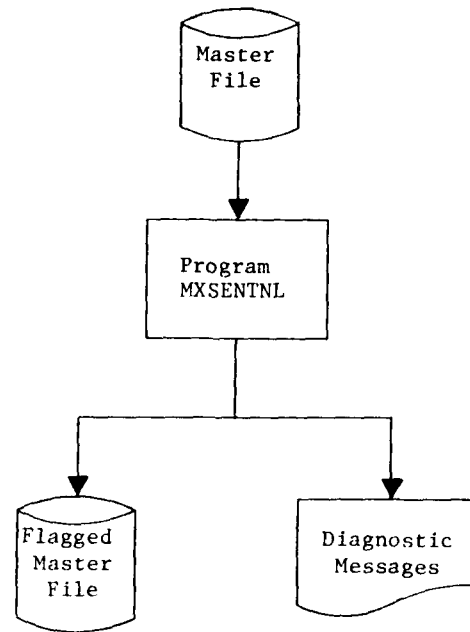 Master
File
Program
MXSENTNL
Flagged
Master
File
Diagnostic
Messages